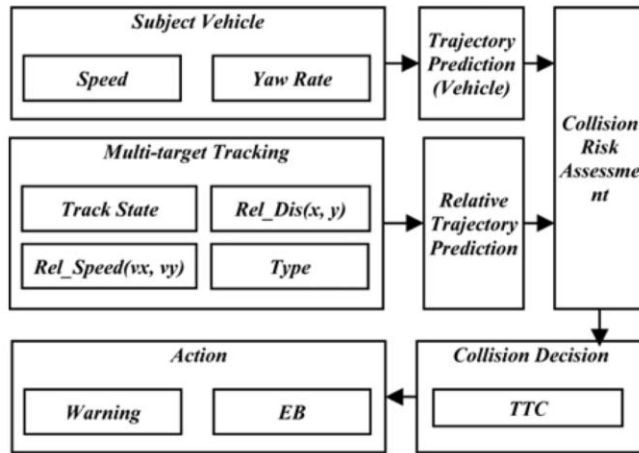 Subject Vehicle
Speed
Yaw Rate
Trajectory
Prediction
(Vehicle)
Collision
Risk
Assessme
nt
Multi-target Tracking
Track State
Rel_Dis(x, y)
Rel_Speed(vx, vy)
Type
Relative
Trajectory
Prediction
Action
Warning
EB
Collision Decision
TTC